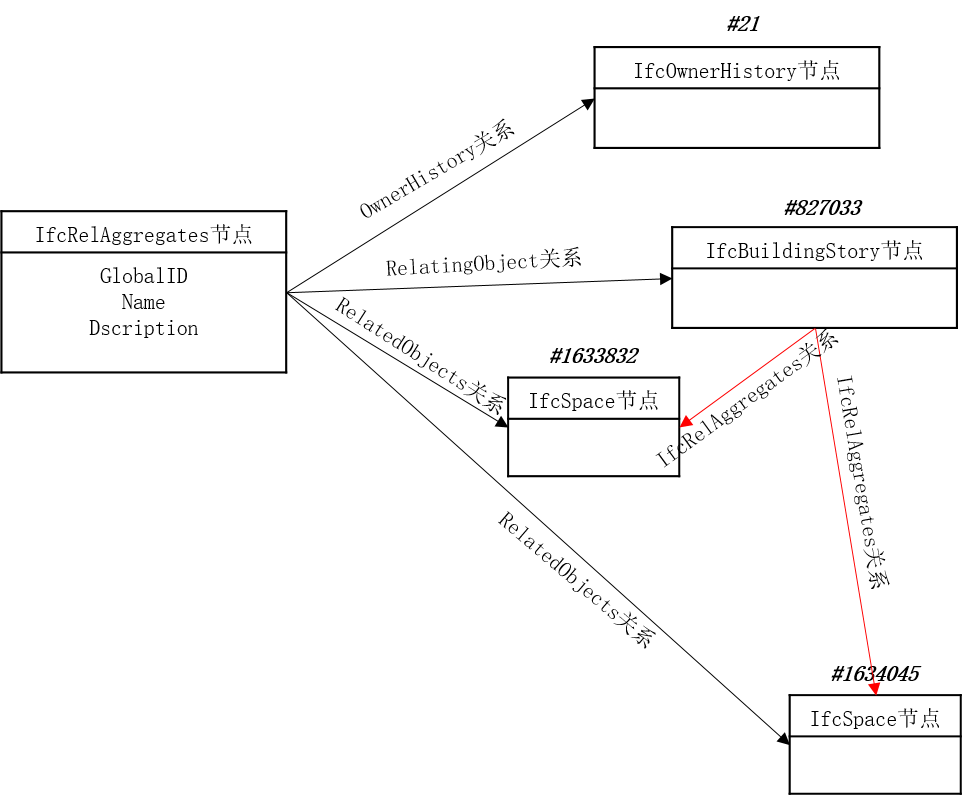 #21
IfcOwnerHistory节点
OwnerHistory关系
IfcRelAggregates节点
GlobalID
Name
Dscription
#827033
IfcBuildingStory节点
RelatingObject关系
RelatedObjects关系
#1633832
IfcSpace节点
IfcRelAggregates关系
IfcRelAggregates关系
RelatedObjects关系
#1634045
IfcSpace节点